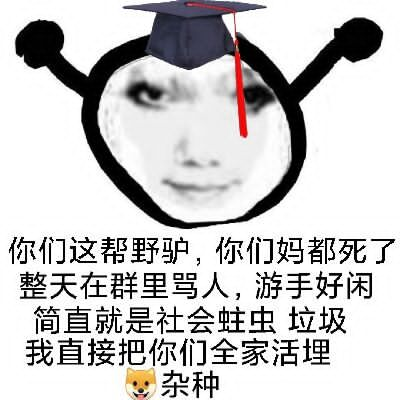 你们这帮野驴，你们妈都死了
整天在群里骂人，游手好闲
简直就是社会蛀虫 垃圾
我直接把你们全家活埋
🐶杂种